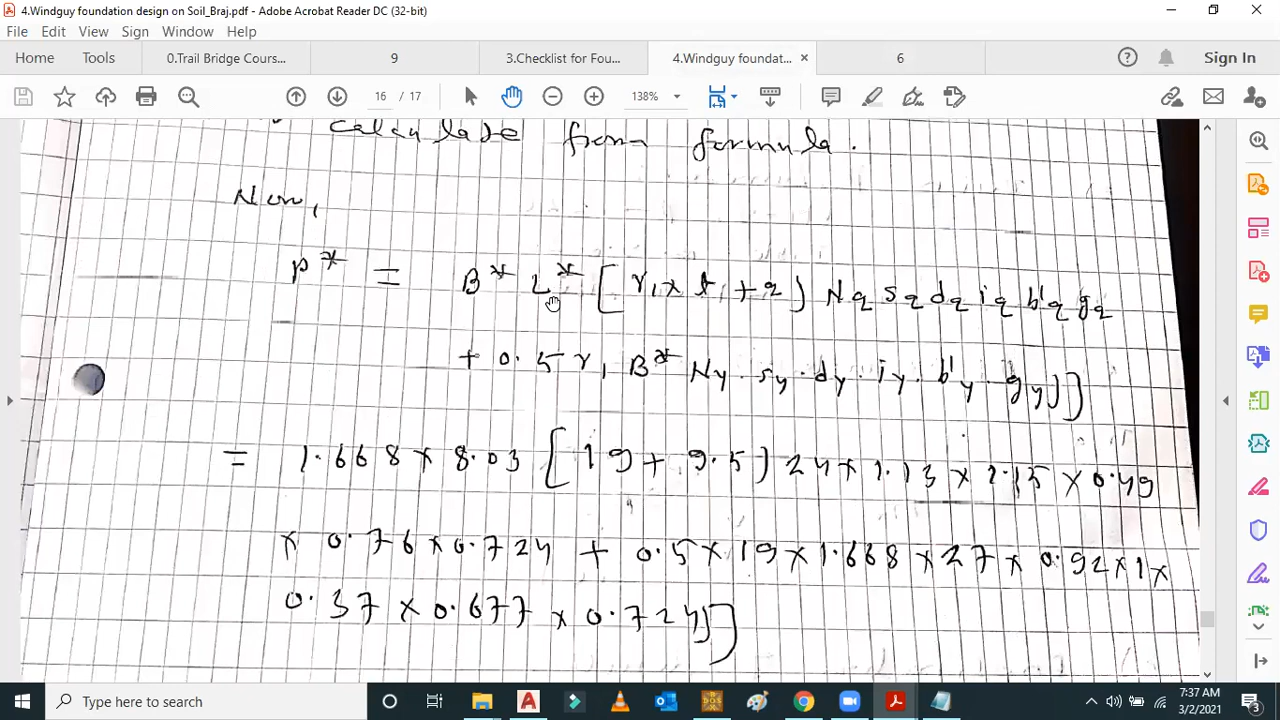 4.Windguy foundation design on Soil_Braj.pdf - Adobe Acrobat Reader DC (32-bit)
File Edit View Sign Window Help
Home Tools 0.Trail Bridge Cours... 9 3.Checklist for Fou... 4.Windguy foundat... × 6 Sign In
16 / 17 138%
calculate from formula.
Now,
P* = B* L* [ γ1 x t1 + q ) Nq sq dq iq b'q gq
+ 0.5 γ1 B* Nγ . sγ . dγ . iγ . b'γ . gγ ) ]
= 1.668 x 8.03 [ 19 + 9.5 ) 24 x 1.13 x 1.15 x 0.49
x 0.76 x 0.724 + 0.5 x 19 x 1.668 x 27 x 0.92 x 1 x
0.37 x 0.677 x 0.724 ) ]
Type here to search
7:37 AM
3/2/2021
3